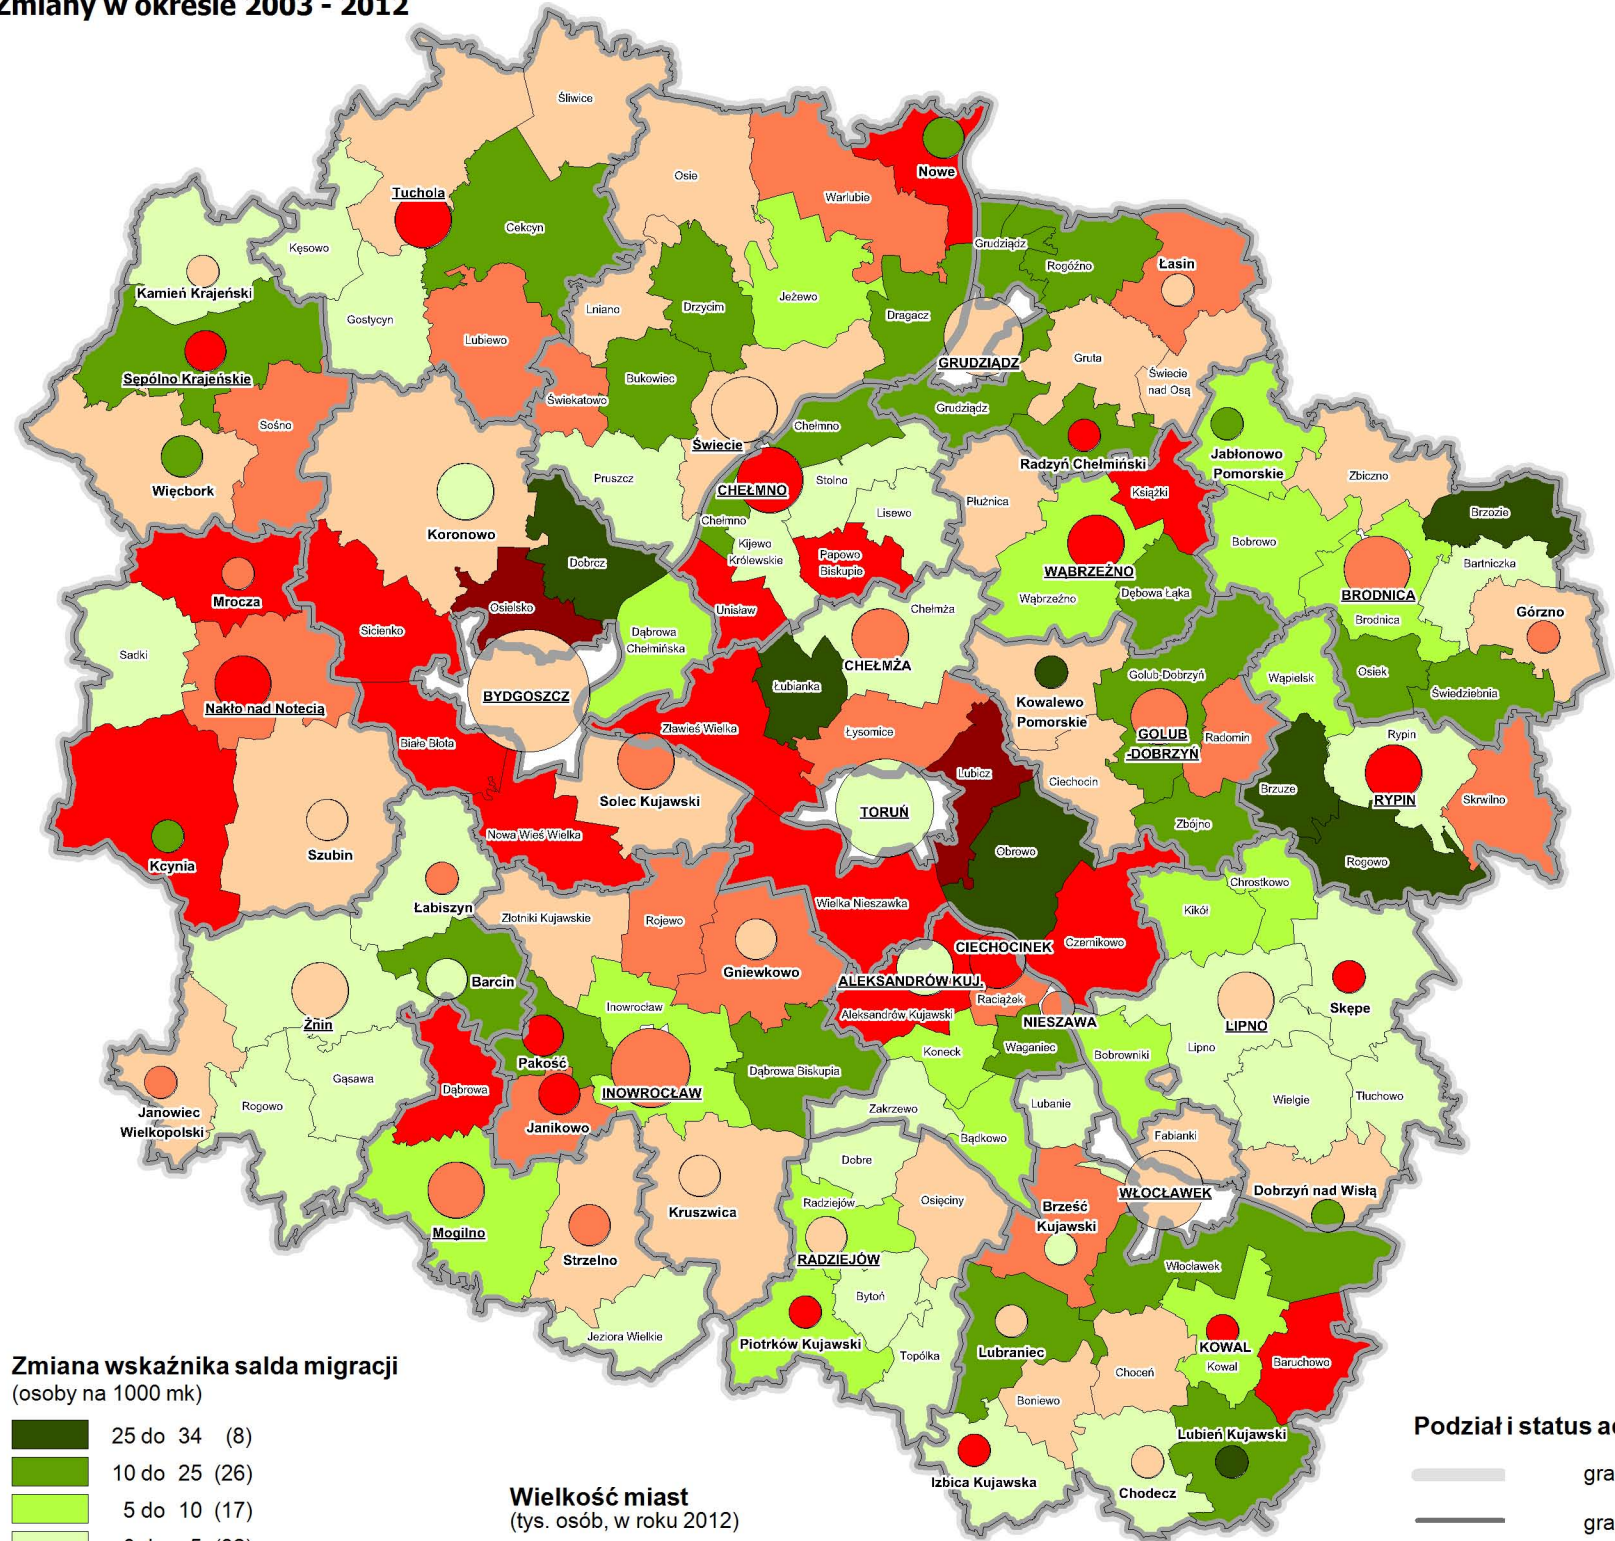 Zmiany w okresie 2003 - 2012
Śliwice
Osie
Nowe
Tuchola
Warlubie
Cekcyn
Kęsowo
Grudziądz
Rogóźno
Łasin
Kamień Krajeński
Gostycyn
Lniano
Drzycim
Jeżewo
Dragacz
Lubiewo
GRUDZIĄDZ
Gruta
Świecie
nad Osą
Sępólno Krajeńskie
Bukowiec
Świekatowo
Grudziądz
Sośno
Chełmno
Świecie
Jabłonowo
Pomorskie
Radzyń Chełmiński
Zbiczno
Więcbork
Pruszcz
CHEŁMNO
Stolno
Książki
Płużnica
Lisewo
Brzozie
Koronowo
Chełmno
Kijewo
Królewskie
Papowo
Biskupie
Bobrowo
Dobrcz
WĄBRZEŹNO
Bartniczka
Dębowa Łąka
BRODNICA
Mrocza
Osielsko
Unisław
Chełmża
Wąbrzeźno
Górzno
Brodnica
Sicienko
Dąbrowa
Chełmińska
Sadki
CHEŁMŻA
Golub-Dobrzyń
Wąpielsk
Osiek
Świedziebnia
Łubianka
BYDGOSZCZ
Kowalewo
Pomorskie
Nakło nad Notecią
Zławieś Wielka
Łysomice
GOLUB
-DOBRZYŃ
Radomin
Rypin
Białe Błota
Lubicz
Ciechocin
Brzuze
RYPIN
Skrwilno
Solec Kujawski
TORUŃ
Zbójno
Nowa Wieś Wielka
Obrowo
Szubin
Kcynia
Rogowo
Chrostkowo
Łabiszyn
Wielka Nieszawka
Kikół
Złotniki Kujawskie
Rojewo
CIECHOCINEK
Czernikowo
Gniewkowo
Barcin
ALEKSANDRÓW KUJ.
Raciążek
Skępe
Inowrocław
Aleksandrów Kujawski
NIESZAWA
LIPNO
Żnin
Koneck
Waganiec
Bobrowniki
Lipno
Pakość
Dąbrowa Biskupia
Gąsawa
Dąbrowa
INOWROCŁAW
Wielgie
Tłuchowo
Rogowo
Zakrzewo
Lubanie
Janowiec
Wielkopolski
Janikowo
Bądkowo
Fabianki
Dobre
WŁOCŁAWEK
Dobrzyń nad Wisłą
Radziejów
Osięciny
Brześć
Kujawski
Kruszwica
Mogilno
Strzelno
RADZIEJÓW
Włocławek
Bytoń
Jeziora Wielkie
Piotrków Kujawski
Lubraniec
KOWAL
Kowal
Baruchowo
Topólka
Choceń
Boniewo
Lubień Kujawski
Izbica Kujawska
Chodecz
Zmiana wskaźnika salda migracji
(osoby na 1000 mk)
25 do 34 (8)
10 do 25 (26)
5 do 10 (17)
Wielkość miast
(tys. osób, w roku 2012)
Podział i status
gra
gra